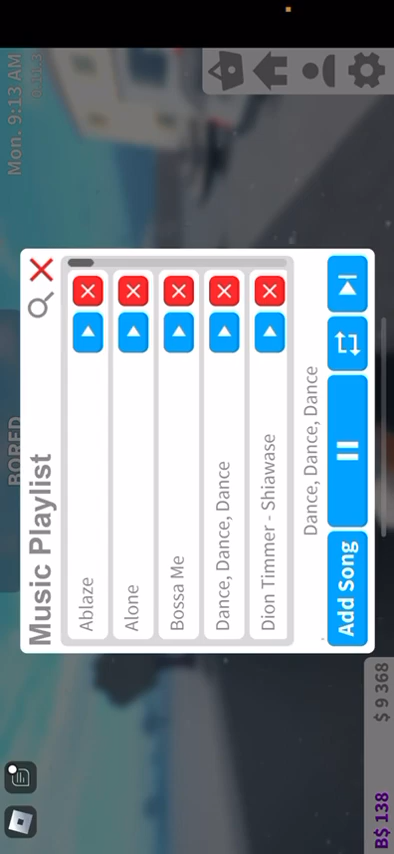 Mon. 9:13 AM
BORED
Music Playlist
Ablaze
Alone
Bossa Me
Dance, Dance, Dance
Dion Timmer - Shiawase
Dance, Dance, Dance
Add Song
$ 9 368
B$ 138